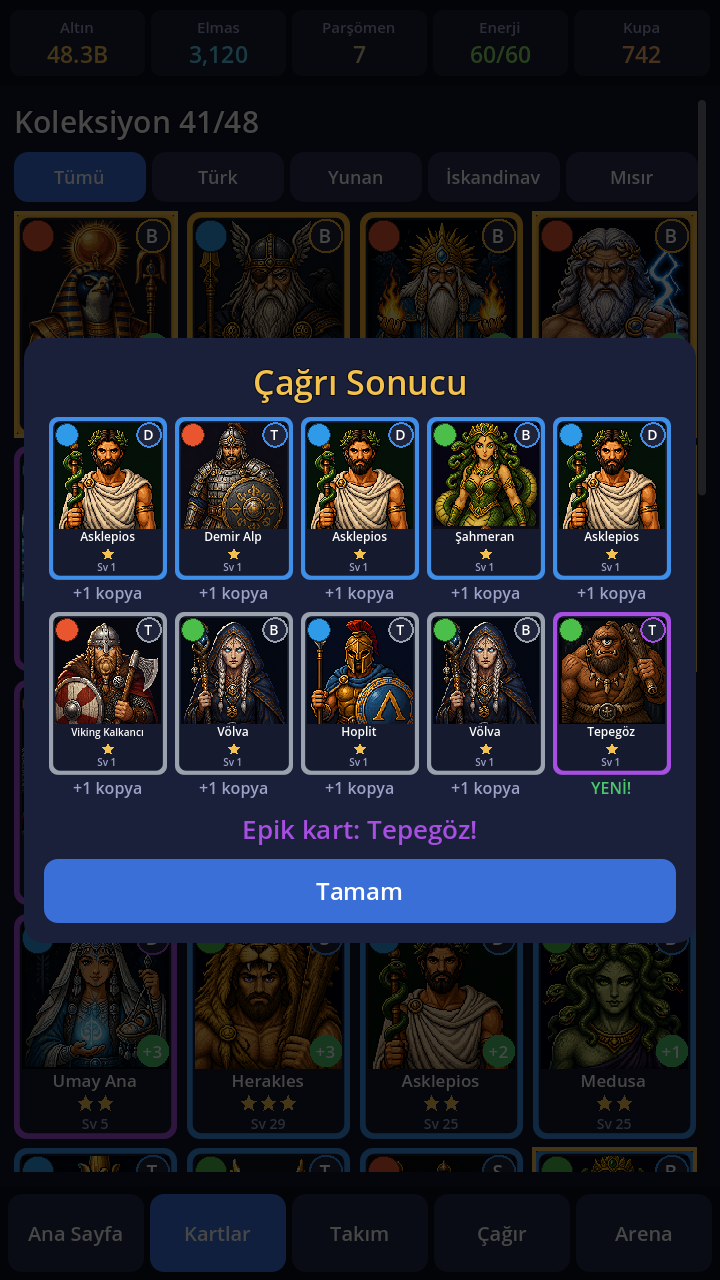 Altın Elmas Parşömen Enerji Kupa
48.3B 3,120 7 60/60 742
Koleksiyon 41/48
Tümü Türk Yunan İskandinav Mısır
B B B B
Çağrı Sonucu
D T D B D
Asklepios Demir Alp Asklepios Şahmeran Asklepios
Sv 1 Sv 1 Sv 1 Sv 1 Sv 1
+1 kopya +1 kopya +1 kopya +1 kopya +1 kopya
T B T B T
Viking Kalkancı Völva Hoplit Völva Tepegöz
Sv 1 Sv 1 Sv 1 Sv 1 Sv 1
+1 kopya +1 kopya +1 kopya +1 kopya YENİ!
Epik kart: Tepegöz!
Tamam
+3 +3 +2 +1
Umay Ana Herakles Asklepios Medusa
Sv 5 Sv 29 Sv 25 Sv 25
Ana Sayfa Kartlar Takım Çağır Arena